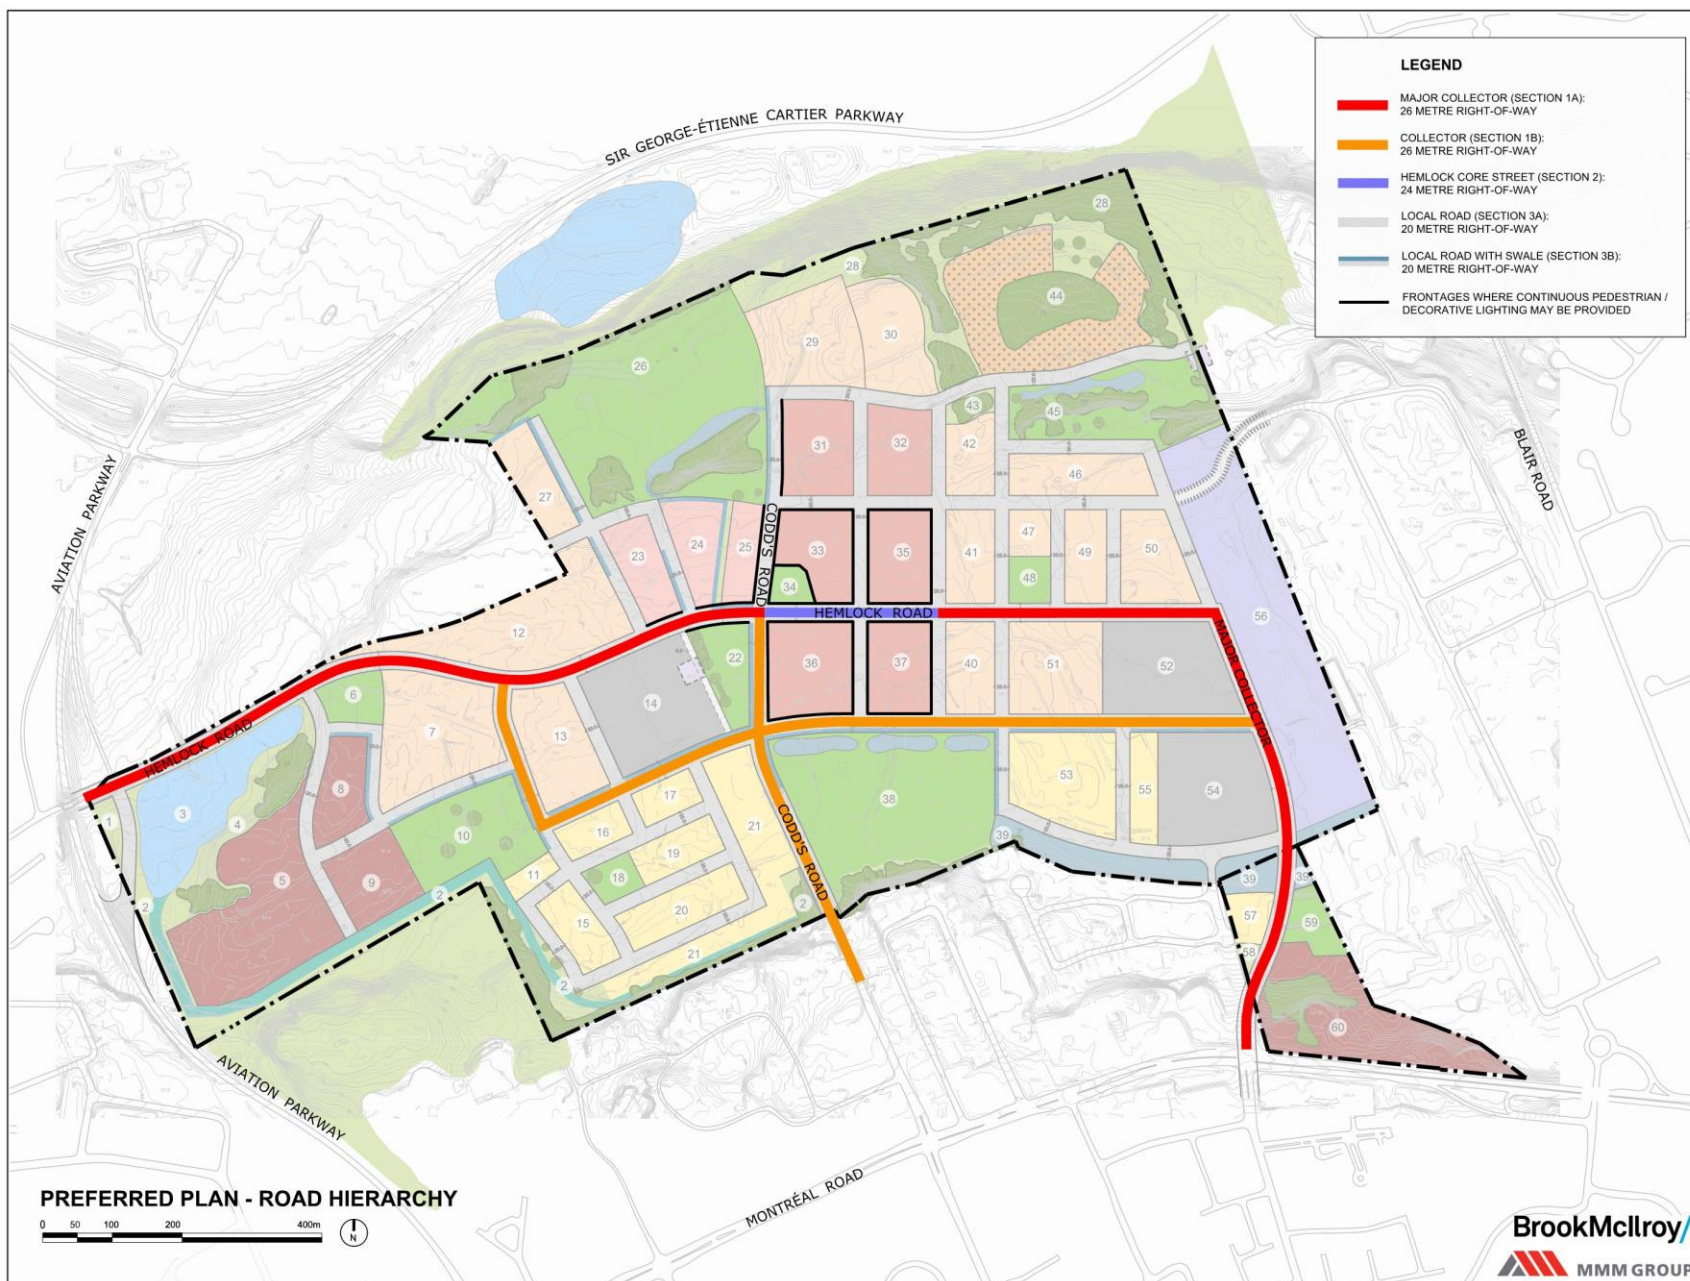 LEGEND
MAJOR COLLECTOR (SECTION 1A):
26 METRE RIGHT-OF-WAY
COLLECTOR (SECTION 1B):
26 METRE RIGHT-OF-WAY
HEMLOCK CORE STREET (SECTION 2):
24 METRE RIGHT-OF-WAY
LOCAL ROAD (SECTION 3A):
20 METRE RIGHT-OF-WAY
LOCAL ROAD WITH SWALE (SECTION 3B):
20 METRE RIGHT-OF-WAY
FRONTAGES WHERE CONTINUOUS PEDESTRIAN /
DECORATIVE LIGHTING MAY BE PROVIDED
SIR GEORGE-ÉTIENNE CARTIER PARKWAY
28
28
44
29
30
26
43
45
31
32
42
46
AVIATION PARKWAY
BLAIR ROAD
27
CODD'S ROAD
23
24
25
33
35
41
47
49
50
34
48
HEMLOCK ROAD
56
12
22
36
37
40
51
52
MAJOR COLLECTOR
6
14
7
13
HEMLOCK ROAD
1
3
4
8
10
17
16
21
38
53
55
54
5
9
11
19
18
CODD'S ROAD
39
39
39
2
2
15
20
2
57
59
21
58
2
60
AVIATION PARKWAY
MONTRÉAL ROAD
PREFERRED PLAN - ROAD HIERARCHY
0 50 100 200 400m
N
BrookMcIlroy/
MMM GROUP